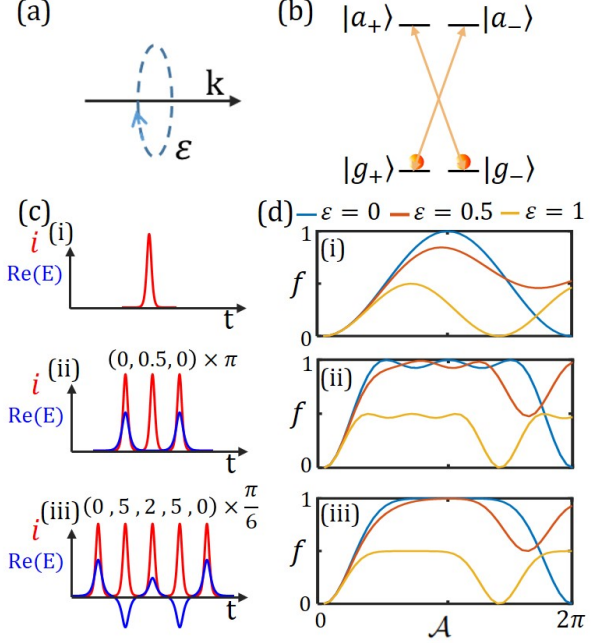 (a)
k
ε
(b)
|a₊⟩ |a₋⟩
|g₊⟩ |g₋⟩
(c)
(i)
i
Re(E)
t
(ii)
(0, 0.5, 0) × π
i
Re(E)
t
(iii)
(0 , 5 , 2 , 5 , 0) × π/6
i
Re(E)
t
(d) ε = 0 ε = 0.5 ε = 1
1
(i)
f
0
1
(ii)
f
0
1
(iii)
f
0
0 𝒜 2π